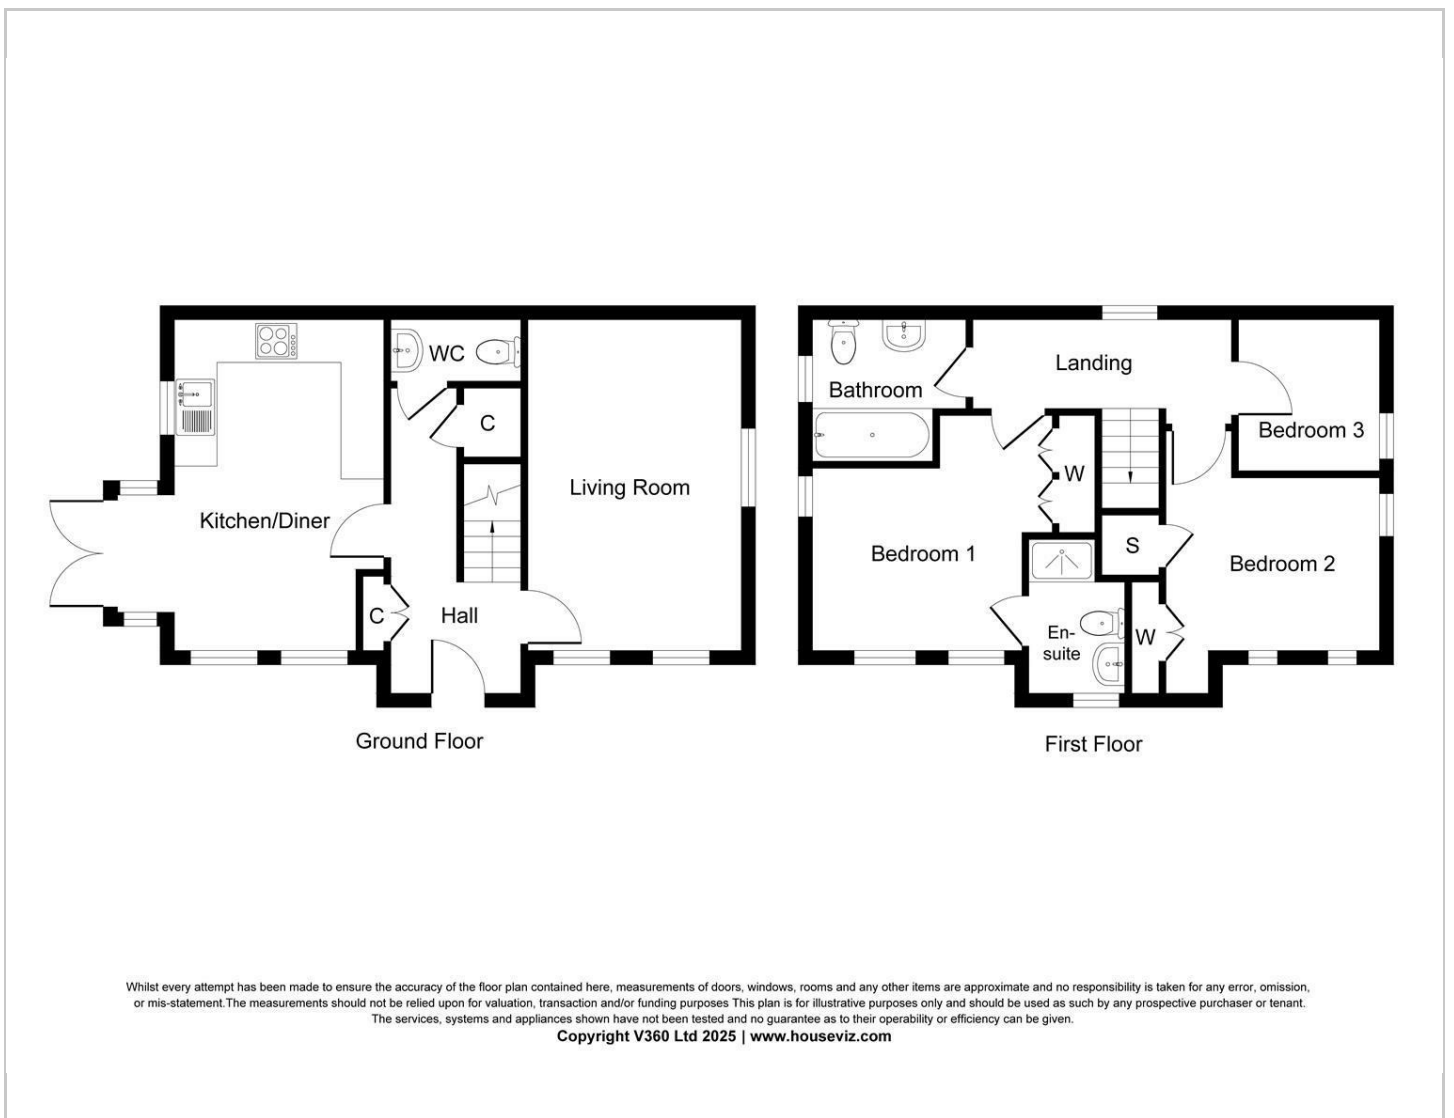 WC
C
Living Room
Kitchen/Diner
C
Hall
Ground Floor
Landing
Bathroom
Bedroom 3
W
Bedroom 1
S
Bedroom 2
En-
suite
W
First Floor
Whilst every attempt has been made to ensure the accuracy of the floor plan contained here, measurements of doors, windows, rooms and any other items are approximate and no responsibility is taken for any error, omission,
or mis-statement.The measurements should not be relied upon for valuation, transaction and/or funding purposes This plan is for illustrative purposes only and should be used as such by any prospective purchaser or tenant.
The services, systems and appliances shown have not been tested and no guarantee as to their operability or efficiency can be given.
Copyright V360 Ltd 2025 | www.houseviz.com